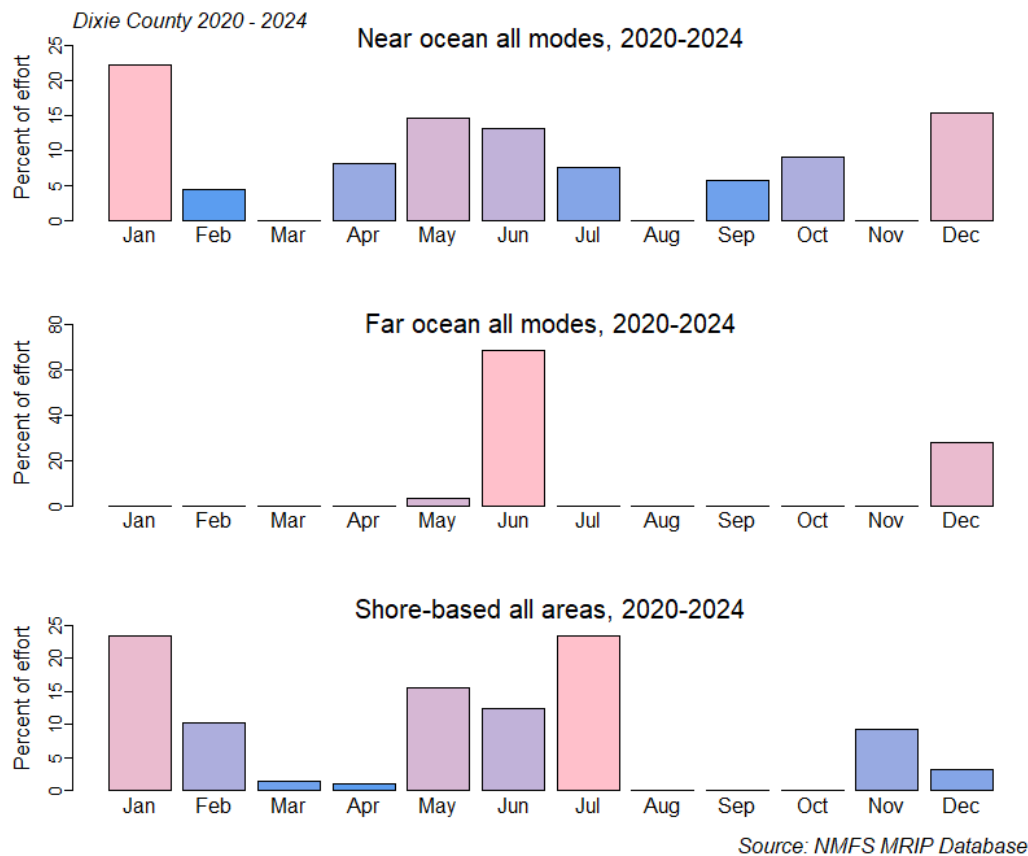 Dixie County 2020 - 2024
Near ocean all modes, 2020-2024
Percent of effort
25
20
15
10
5
0
Jan Feb Mar Apr May Jun Jul Aug Sep Oct Nov Dec
Far ocean all modes, 2020-2024
Percent of effort
80
60
40
20
0
Jan Feb Mar Apr May Jun Jul Aug Sep Oct Nov Dec
Shore-based all areas, 2020-2024
Percent of effort
25
20
15
10
5
0
Jan Feb Mar Apr May Jun Jul Aug Sep Oct Nov Dec
Source: NMFS MRIP Database